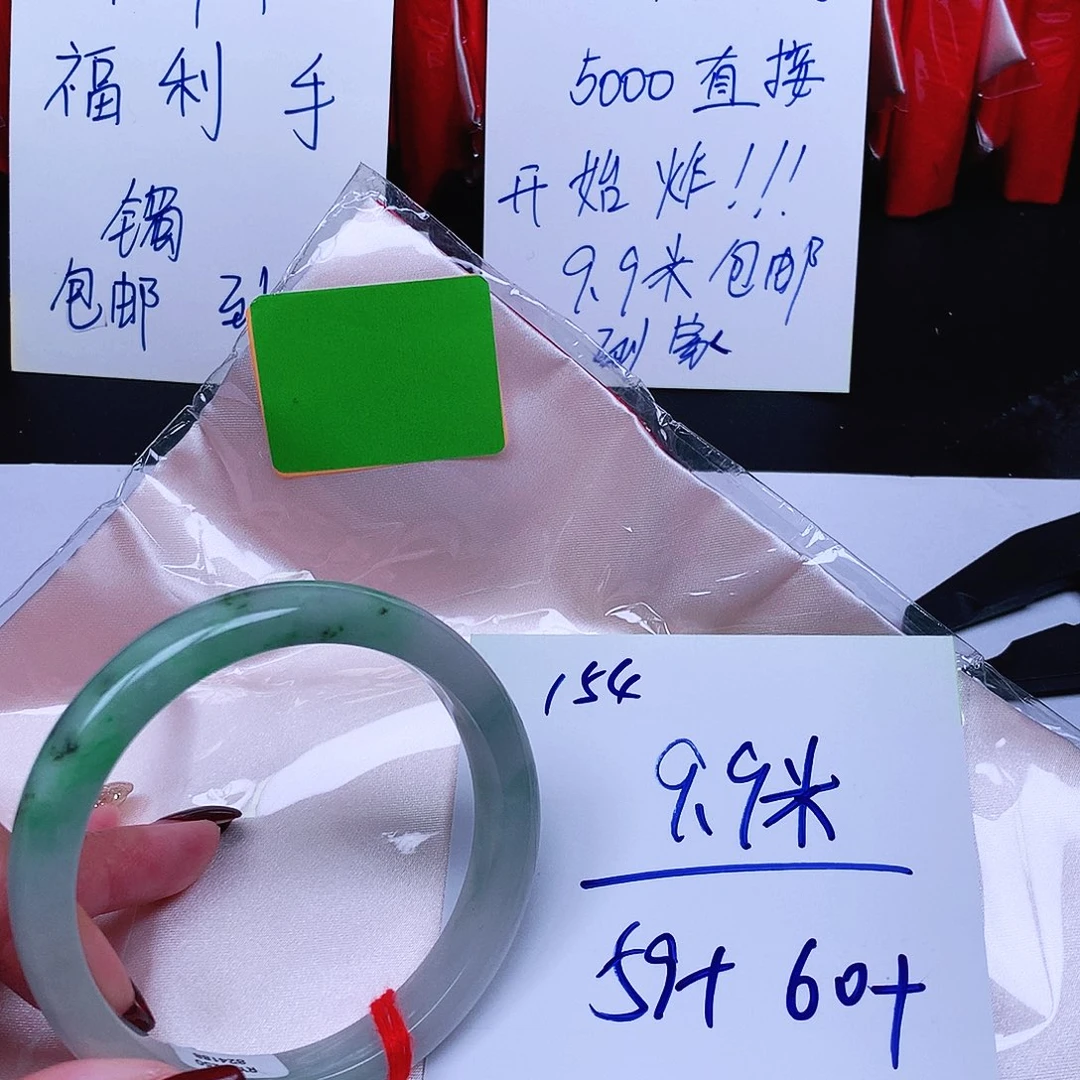 福利手
镯
包邮到
5000直接
开始炸!!!
9.9米包邮
到家
154
9.9米
59+ 60+
824188